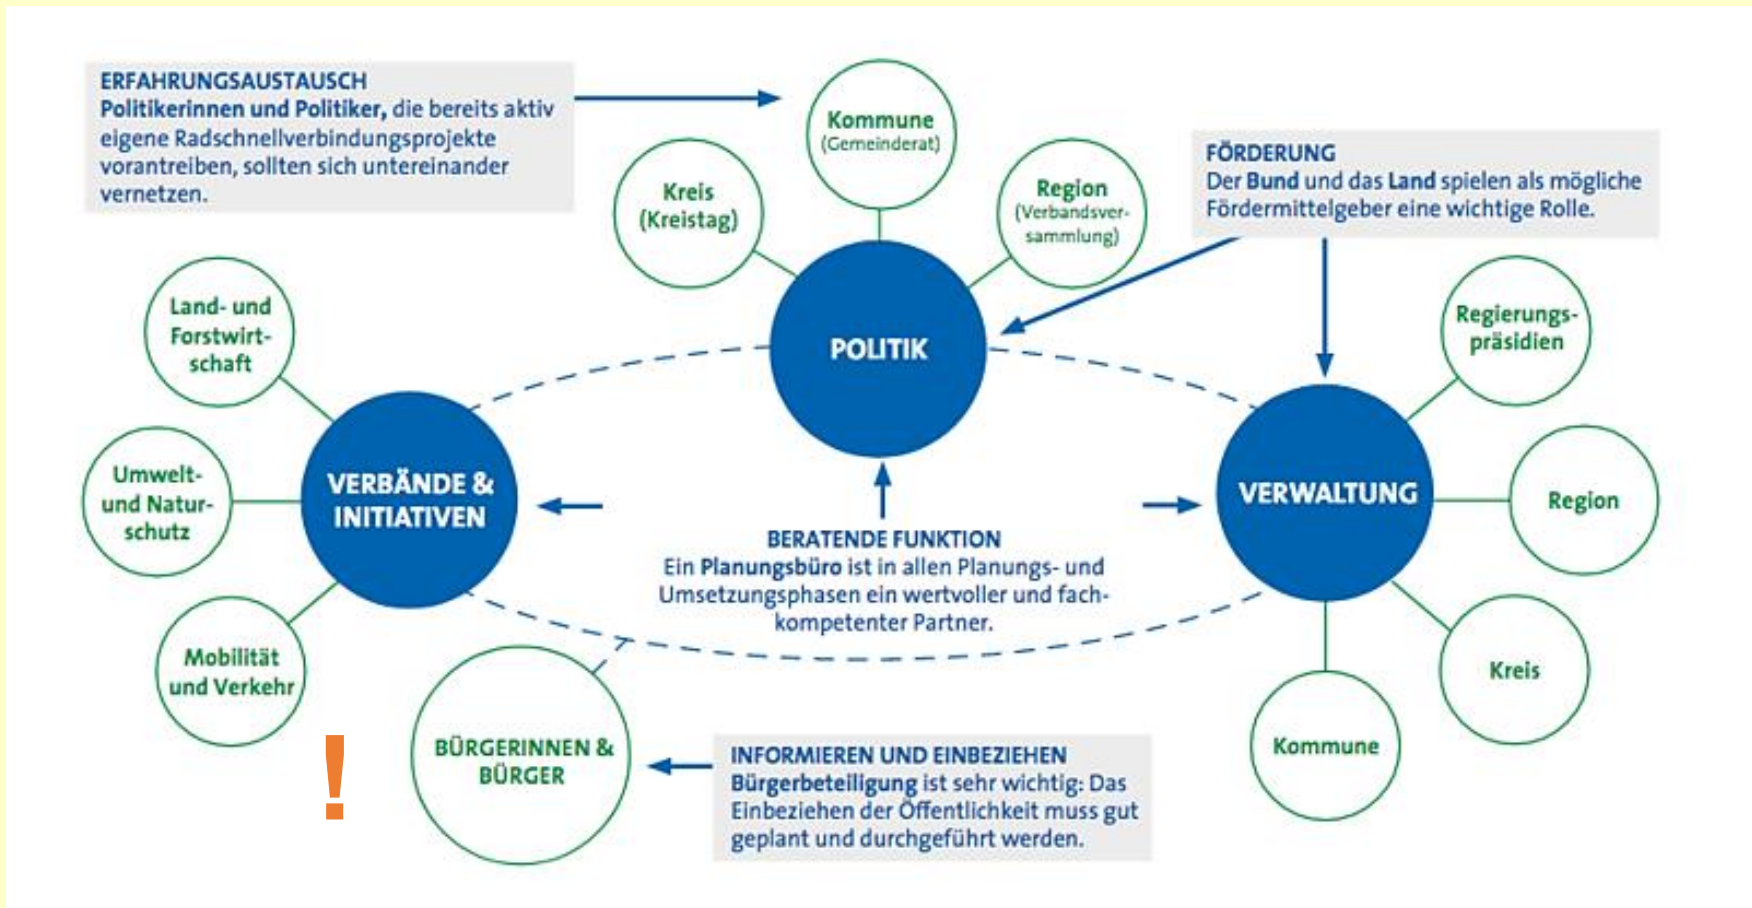 ERFAHRUNGSAUSTAUSCH
Politikerinnen und Politiker, die bereits aktiv
eigene Radschnellverbindungsprojekte
vorantreiben, sollten sich untereinander
vernetzen.
Kommune
(Gemeinderat)
Kreis
(Kreistag)
Region
(Verbandsver-
sammlung)
FÖRDERUNG
Der Bund und das Land spielen als mögliche
Fördermittelgeber eine wichtige Rolle.
POLITIK
Land- und
Forstwirt-
schaft
Umwelt-
und Natur-
schutz
Mobilität
und Verkehr
VERBÄNDE &
INITIATIVEN
BERATENDE FUNKTION
Ein Planungsbüro ist in allen Planungs- und
Umsetzungsphasen ein wertvoller und fach-
kompetenter Partner.
VERWALTUNG
Regierungs-
präsidien
Region
Kreis
Kommune
!
BÜRGERINNEN &
BÜRGER
INFORMIEREN UND EINBEZIEHEN
Bürgerbeteiligung ist sehr wichtig: Das
Einbeziehen der Öffentlichkeit muss gut
geplant und durchgeführt werden.